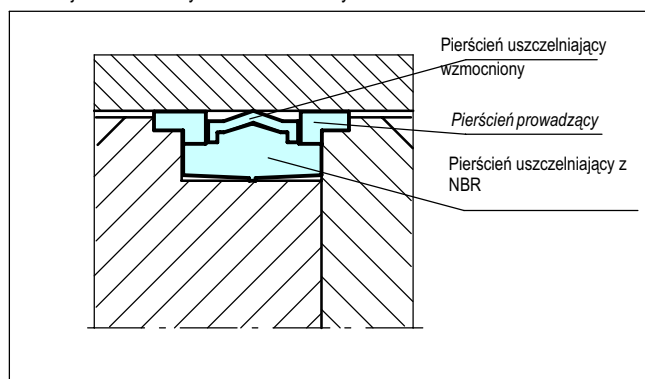 Pierścień uszczelniający
wzmocniony
Pierścień prowadzący
Pierścień uszczelniający z
NBR